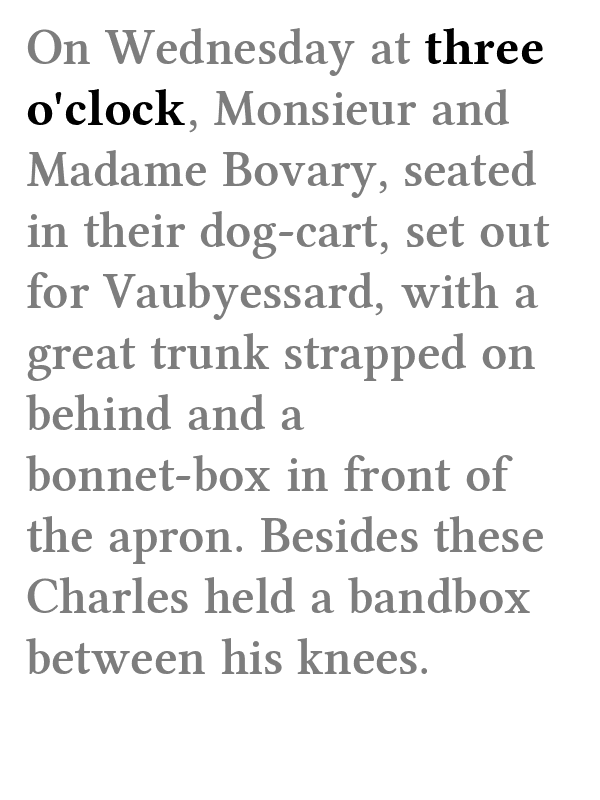 On Wednesday at three
o'clock, Monsieur and
Madame Bovary, seated
in their dog-cart, set out
for Vaubyessard, with a
great trunk strapped on
behind and a
bonnet-box in front of
the apron. Besides these
Charles held a bandbox
between his knees.